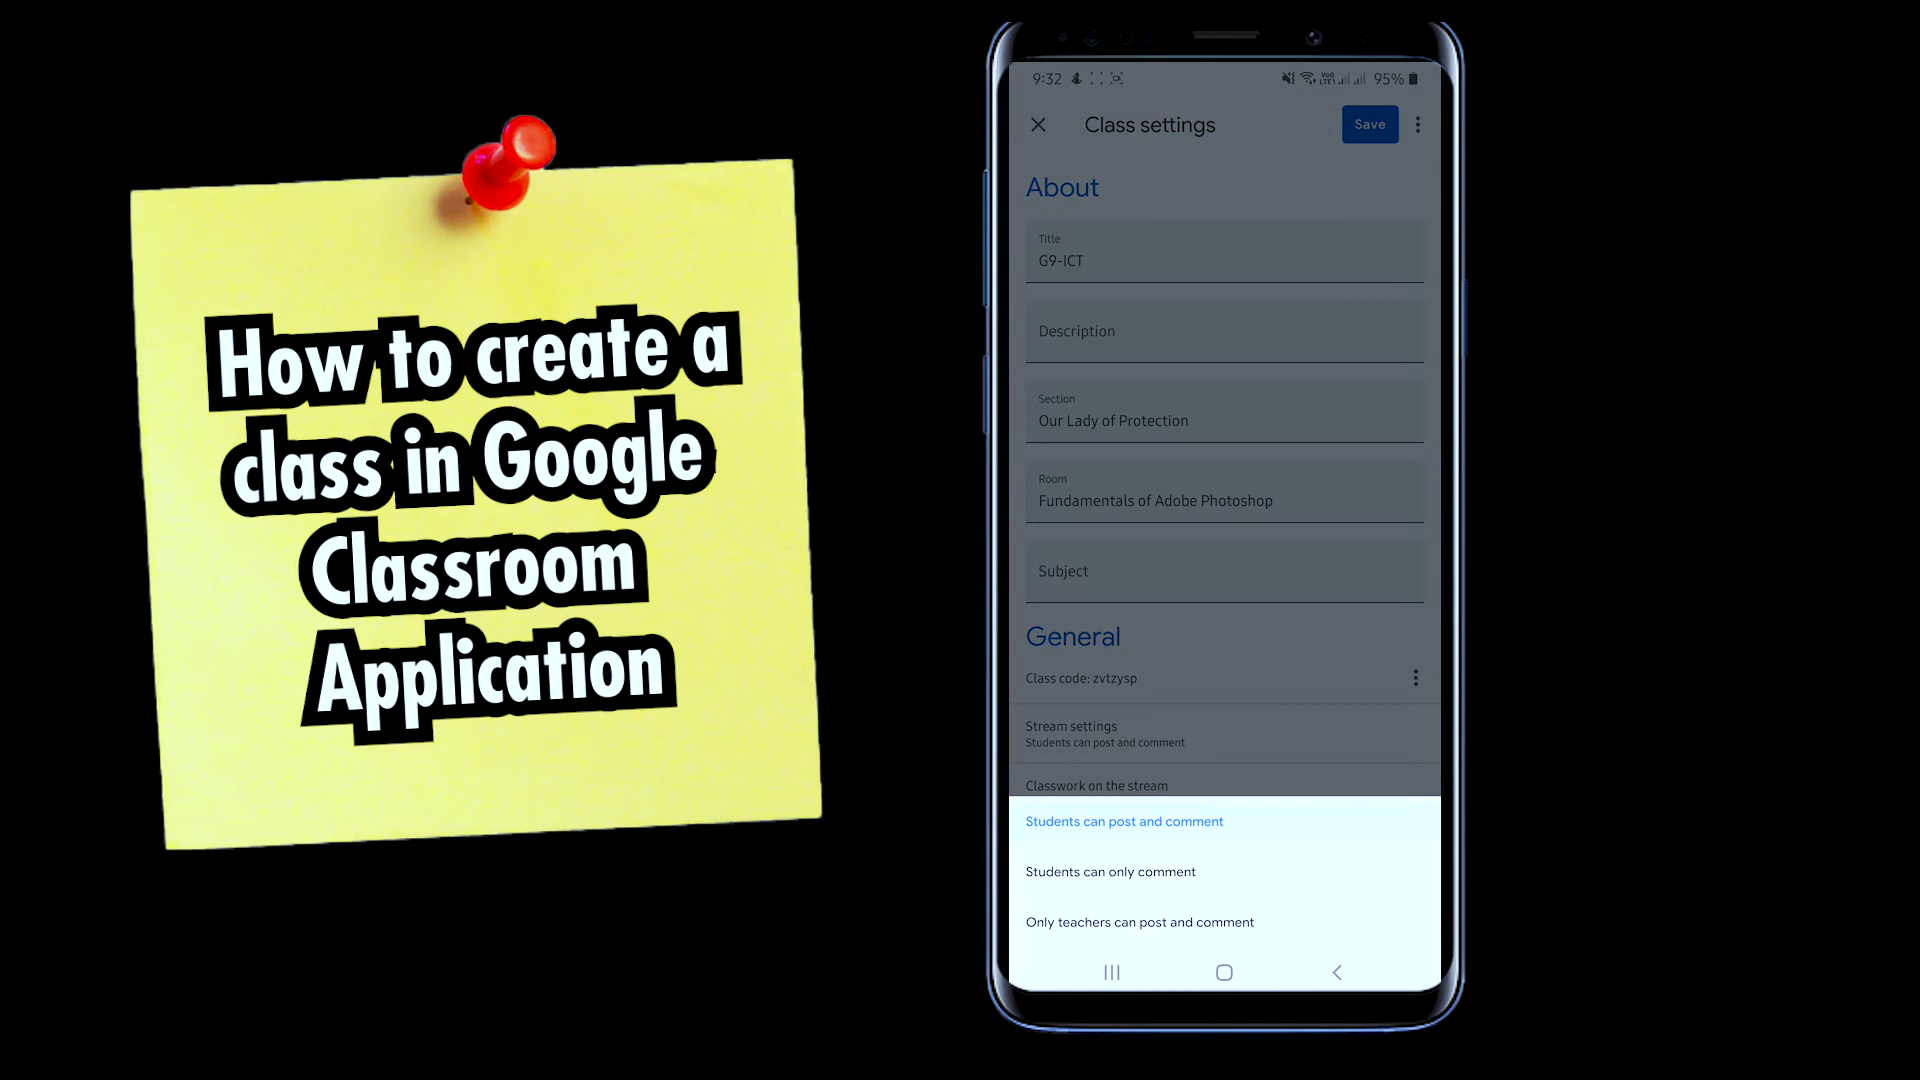 How to create a
class in Google
Classroom
Application
9:32
95%
Class settings
Save
About
Title
G9-ICT
Description
Section
Our Lady of Protection
Room
Fundamentals of Adobe Photoshop
Subject
General
Class code: zvtzysp
Stream settings
Students can post and comment
Classwork on the stream
Students can post and comment
Students can only comment
Only teachers can post and comment